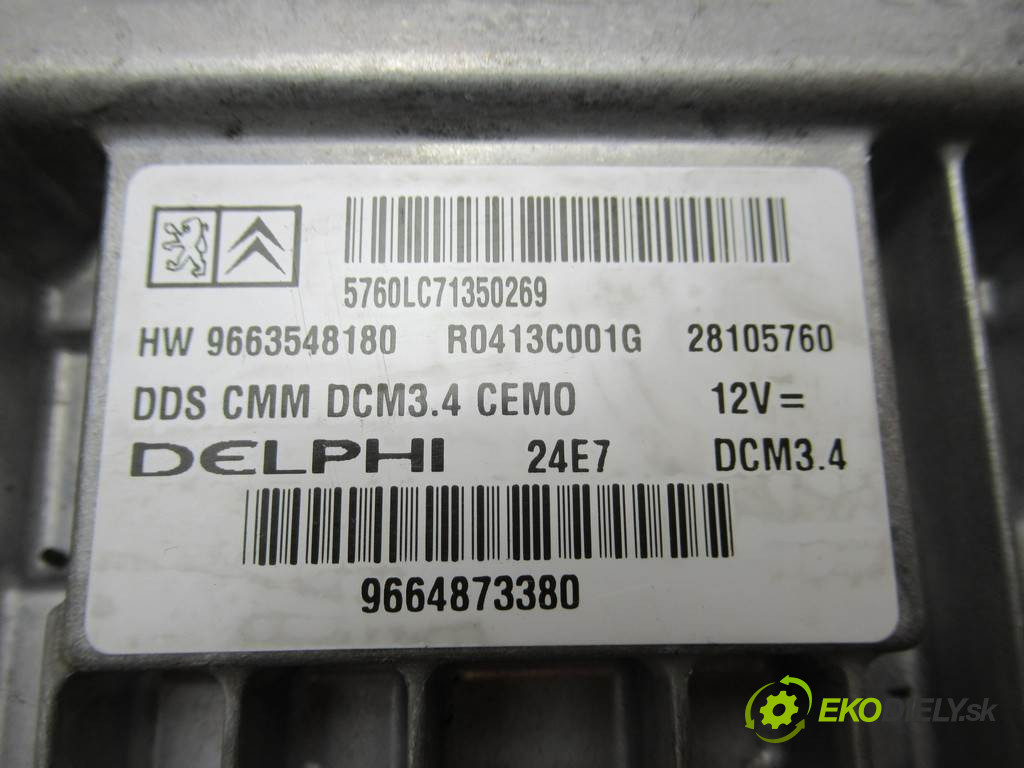 5760LC71350269
HW 9663548180 R0413C001G 28105760
DDS CMM DCM3.4 CEMO 12V =
DELPHI 24E7 DCM3.4
9664873380
EKODIELY.sk